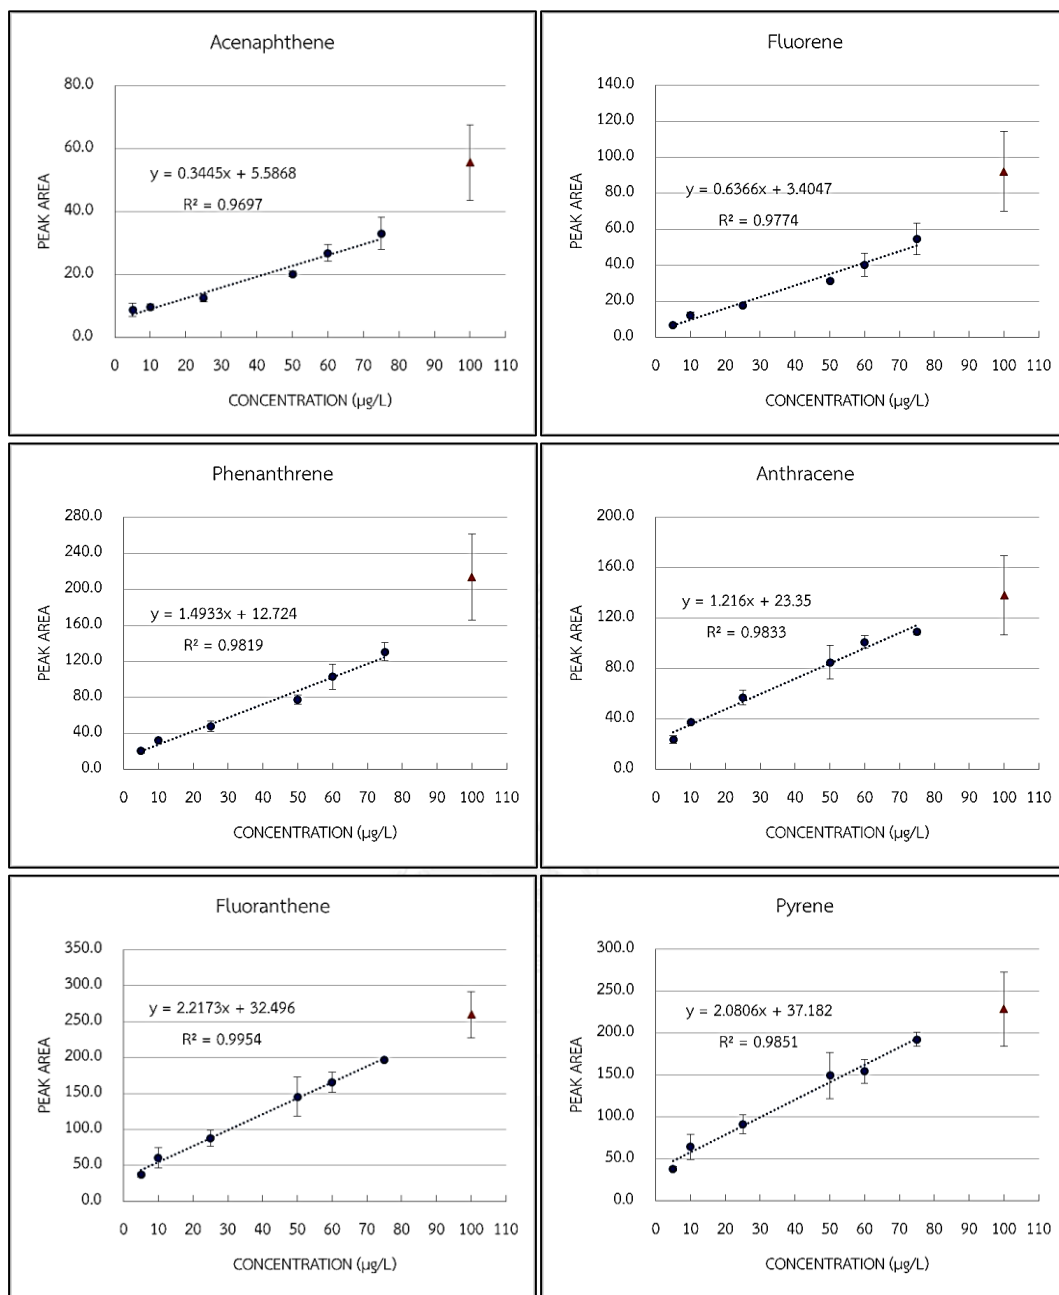 Acenaphthene
80.0
60.0
40.0
20.0
0.0
PEAK AREA
y = 0.3445x + 5.5868
R² = 0.9697
0 10 20 30 40 50 60 70 80 90 100 110
CONCENTRATION (µg/L)
Fluorene
140.0
120.0
100.0
80.0
60.0
40.0
20.0
0.0
PEAK AREA
y = 0.6366x + 3.4047
R² = 0.9774
0 10 20 30 40 50 60 70 80 90 100 110
CONCENTRATION (µg/L)
Phenanthrene
280.0
240.0
200.0
160.0
120.0
80.0
40.0
0.0
PEAK AREA
y = 1.4933x + 12.724
R² = 0.9819
0 10 20 30 40 50 60 70 80 90 100 110
CONCENTRATION (µg/L)
Anthracene
200.0
160.0
120.0
80.0
40.0
0.0
PEAK AREA
y = 1.216x + 23.35
R² = 0.9833
0 10 20 30 40 50 60 70 80 90 100 110
CONCENTRATION (µg/L)
Fluoranthene
350.0
300.0
250.0
200.0
150.0
100.0
50.0
0.0
PEAK AREA
y = 2.2173x + 32.496
R² = 0.9954
0 10 20 30 40 50 60 70 80 90 100 110
CONCENTRATION (µg/L)
Pyrene
300.0
250.0
200.0
150.0
100.0
50.0
0.0
PEAK AREA
y = 2.0806x + 37.182
R² = 0.9851
0 10 20 30 40 50 60 70 80 90 100 110
CONCENTRATION (µg/L)